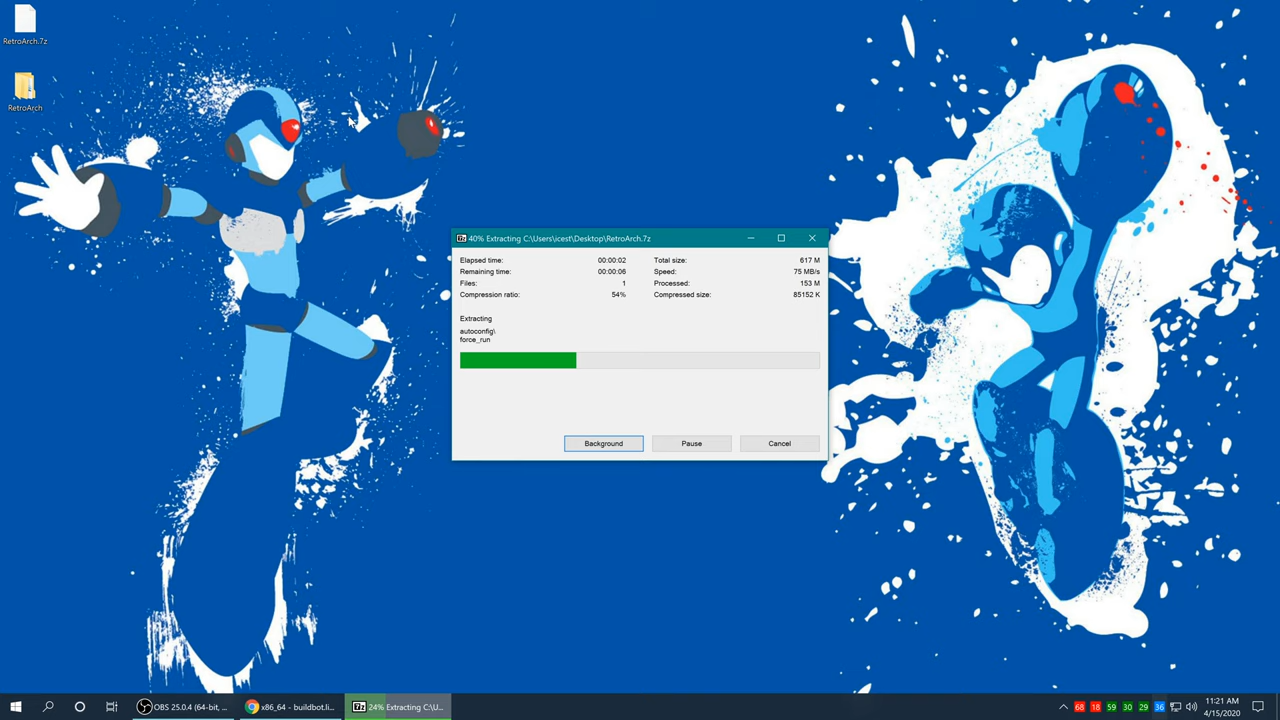 RetroArch.7z
RetroArch
40% Extracting C:\Users\icest\Desktop\RetroArch.7z
Elapsed time: 00:00:02 Total size: 617 M
Remaining time: 00:00:06 Speed: 75 MB/s
Files: 1 Processed: 153 M
Compression ratio: 54% Compressed size: 85152 K
Extracting
autoconfig\
force_run
Background Pause Cancel
OBS 25.0.4 (64-bit, ... x86_64 - buildbot.li... 24% Extracting C:\U... 68 18 59 30 29 36 11:21 AM
4/15/2020